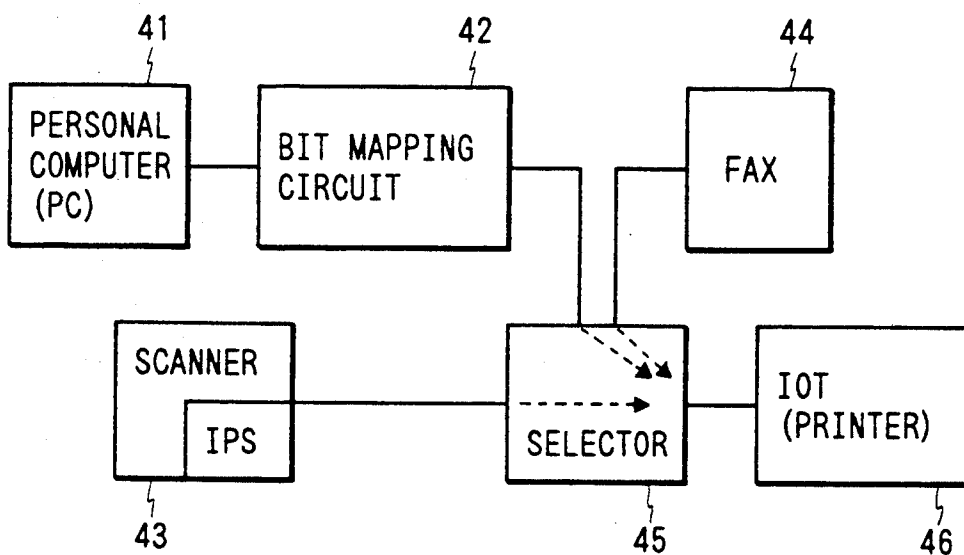 41
42
44
PERSONAL
COMPUTER
(PC)
BIT MAPPING
CIRCUIT
FAX
SCANNER
IPS
SELECTOR
IOT
(PRINTER)
43
45
46